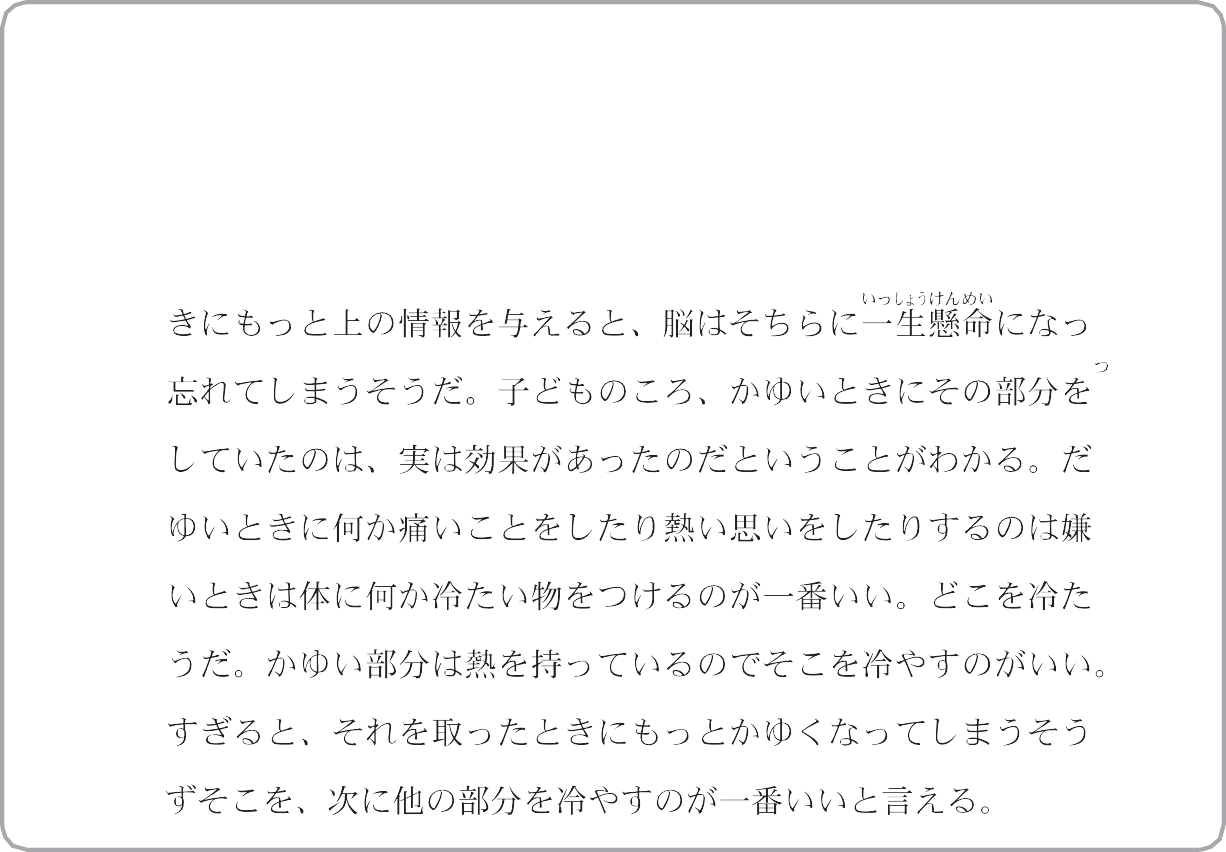 いっしょうけんめい
きにもっと上の情報を与えると、脳はそちらに一生懸命になっ
つ
忘れてしまうそうだ。子どものころ、かゆいときにその部分を
していたのは、実は効果があったのだということがわかる。だ
ゆいときに何か痛いことをしたり熱い思いをしたりするのは嫌
いときは体に何か冷たい物をつけるのが一番いい。どこを冷た
うだ。かゆい部分は熱を持っているのでそこを冷やすのがいい。
すぎると、それを取ったときにもっとかゆくなってしまうそう
ずそこを、次に他の部分を冷やすのが一番いいと言える。